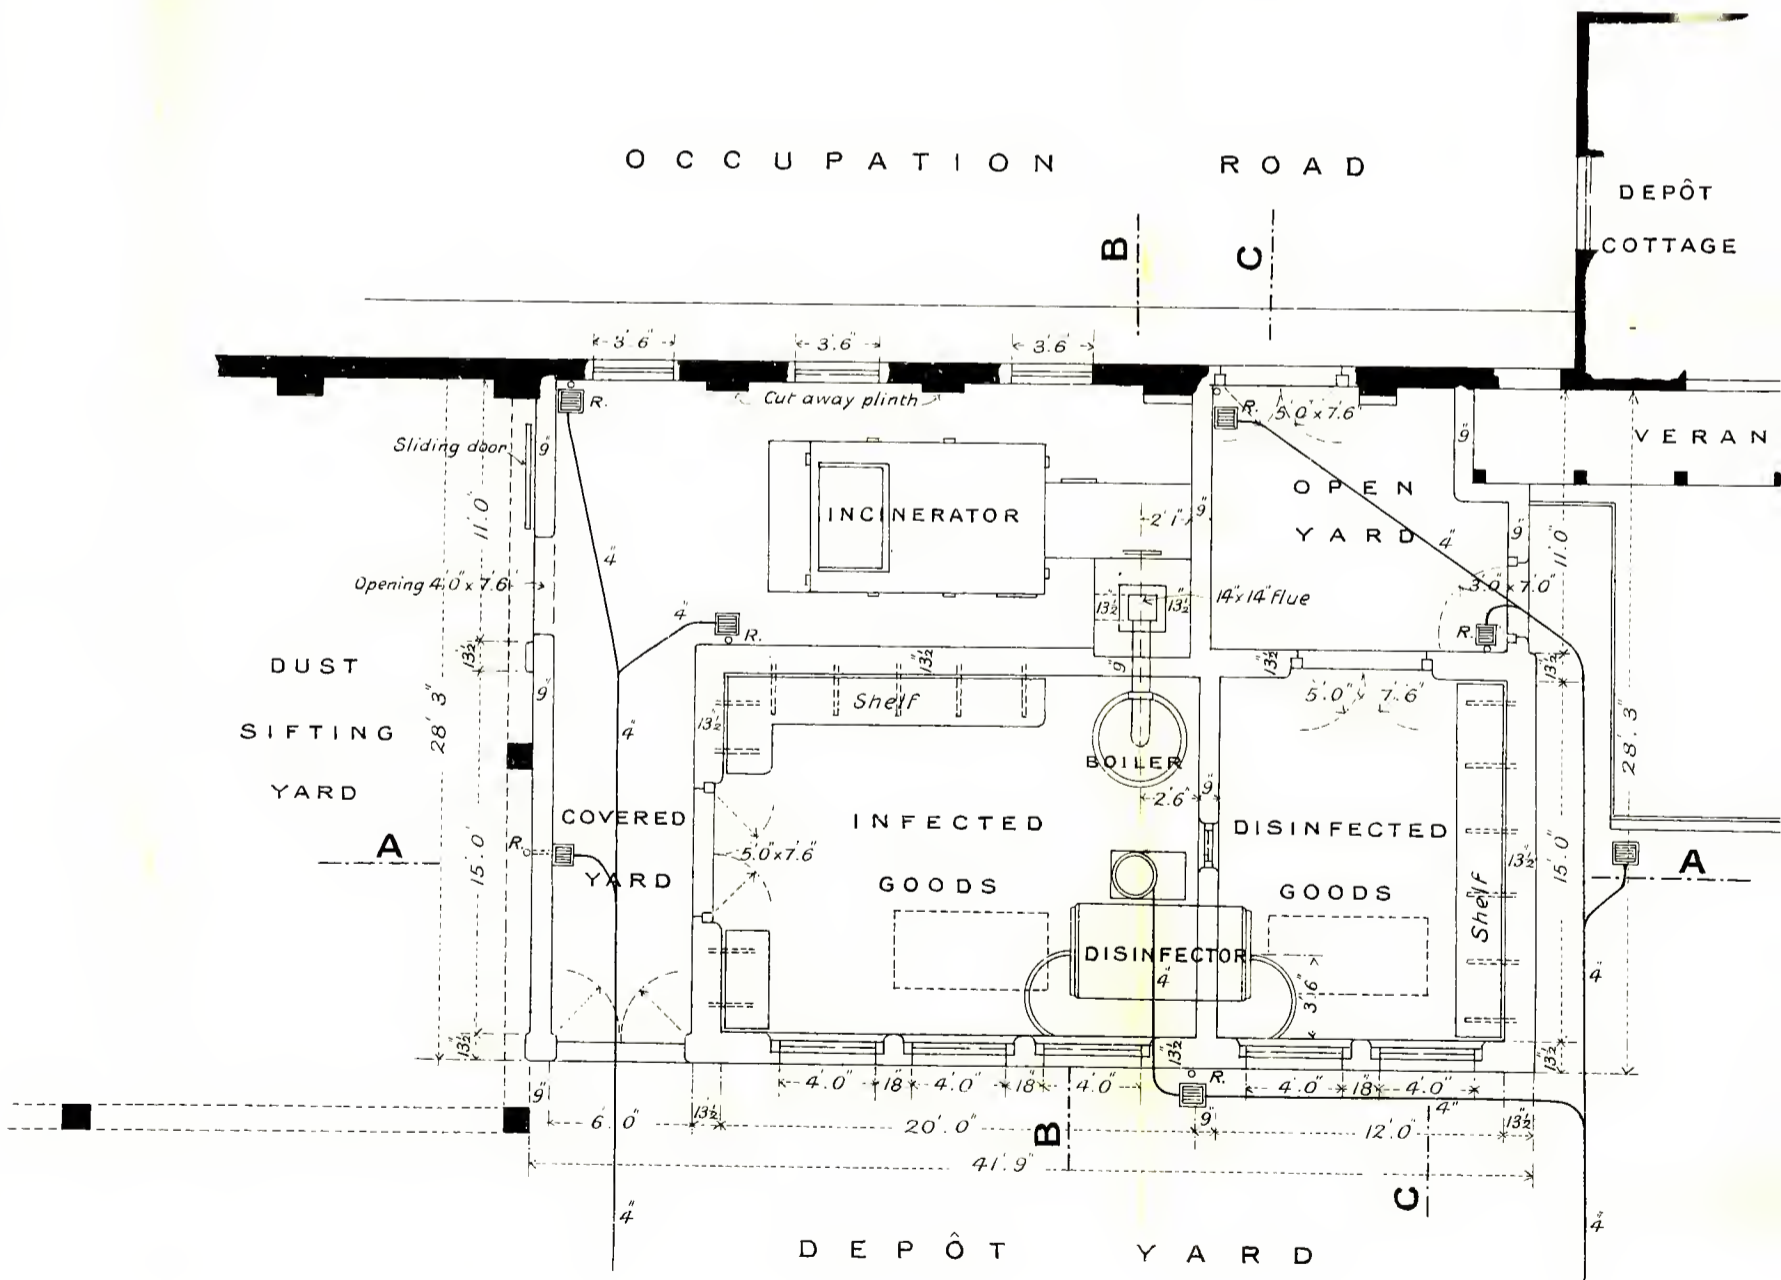 OCCUPATION ROAD
DEPÔT
COTTAGE
B
C
3'.6"
3'.6"
3'.6"
R.
Cut away plinth
R.
5'.0" x 7'.6"
VERAN
Sliding door
9"
9"
OPEN
YARD
11'.0"
INCINERATOR
2' 1"
9"
9"
11'.0"
4"
4"
Opening 4'.0" x 7'.6"
3'.0" x 7'.0"
13½"
13½"
14" x 14" flue
4"
R.
R.
DUST
SIFTING
YARD
13½"
9"
13½"
9"
13½"
13½"
5'.0" x 7'.6"
Shelf
13½"
28' 3"
4"
28'. 3"
BOILER
2'.6"
9"
COVERED
YARD
INFECTED
GOODS
DISINFECTED
GOODS
A
R.
5'.0" x 7'.6"
15'.0"
13½"
15'.0"
A
Shelf
DISINFECTOR
4"
3'.6"
4"
13½"
13½"
13½"
4'.0"
18"
4'.0"
18"
4'.0"
R.
4'.0"
18"
4'.0"
4"
9"
6'.0"
13½"
20'.0"
B
9"
12'.0"
13½"
41'.9"
C
4"
4"
DEPÔT YARD